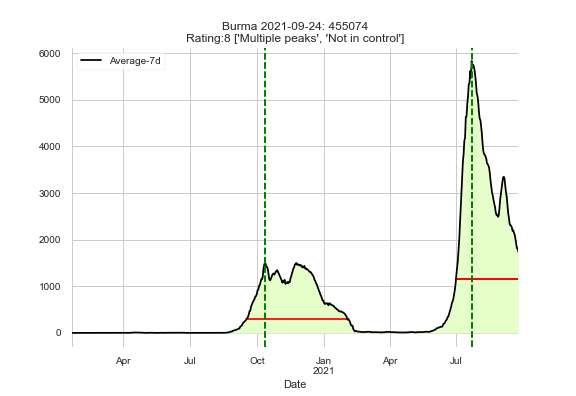 Burma 2021-09-24: 455074
Rating:8 ['Multiple peaks', 'Not in control']
Average-7d
6000
5000
4000
3000
2000
1000
0
Apr Jul Oct Jan Apr Jul
2021
Date